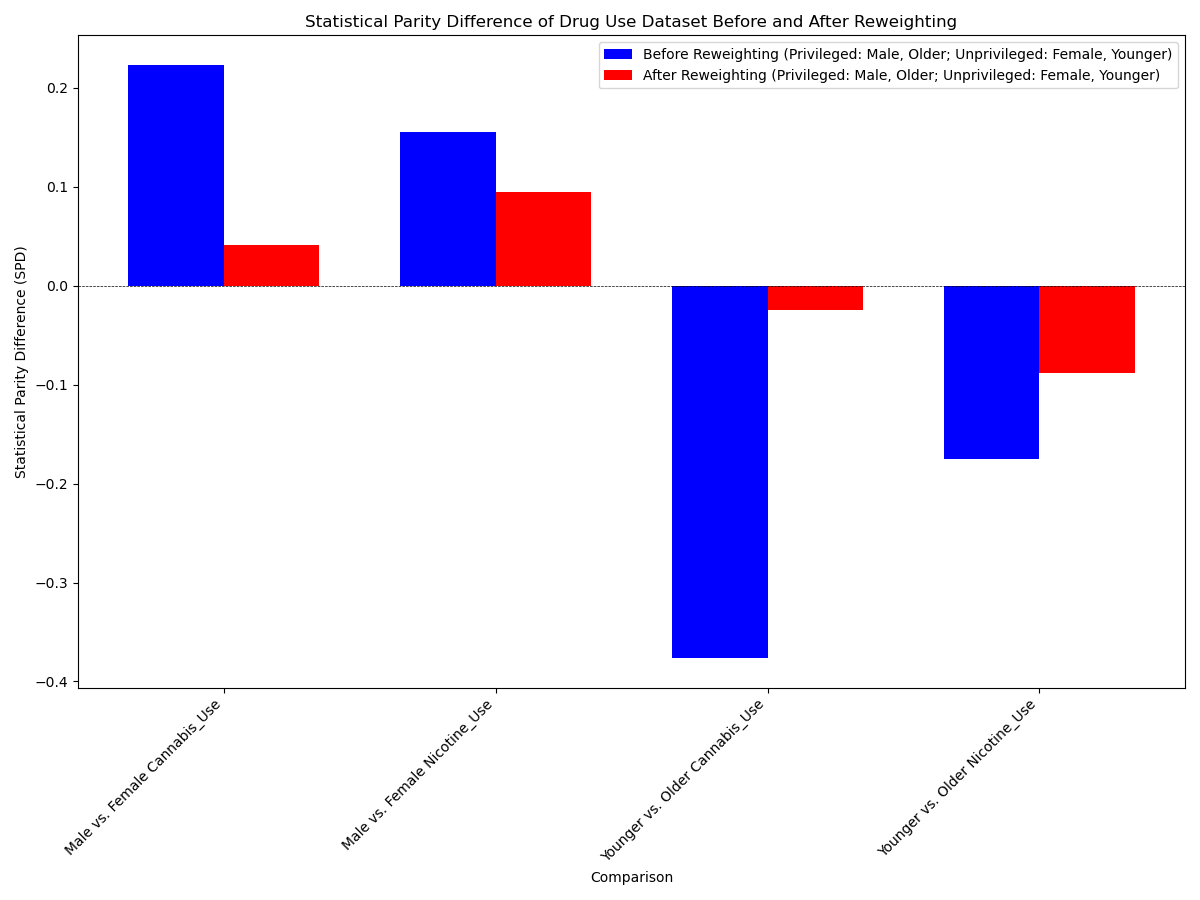 Statistical Parity Difference of Drug Use Dataset Before and After Reweighting
Before Reweighting (Privileged: Male, Older; Unprivileged: Female, Younger)
After Reweighting (Privileged: Male, Older; Unprivileged: Female, Younger)
Statistical Parity Difference (SPD)
0.2
0.1
0.0
−0.1
−0.2
−0.3
−0.4
Male vs. Female Cannabis_Use
Male vs. Female Nicotine_Use
Younger vs. Older Cannabis_Use
Younger vs. Older Nicotine_Use
Comparison